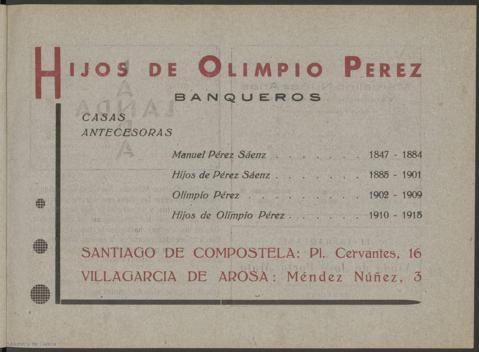 HIJOS DE OLIMPIO PEREZ
BANQUEROS
CASAS
ANTECESORAS
Manuel Pérez Sáenz . . . . . . . . 1847 - 1884
Hijos de Pérez Sáenz . . . . . . . . 1885 - 1901
Olimpio Pérez . . . . . . . . . . 1902 - 1909
Hijos de Olimpio Pérez . . . . . . . 1910 - 1915
SANTIAGO DE COMPOSTELA: Pl. Cervantes, 16
VILLAGARCIA DE AROSA: Méndez Núñez, 3